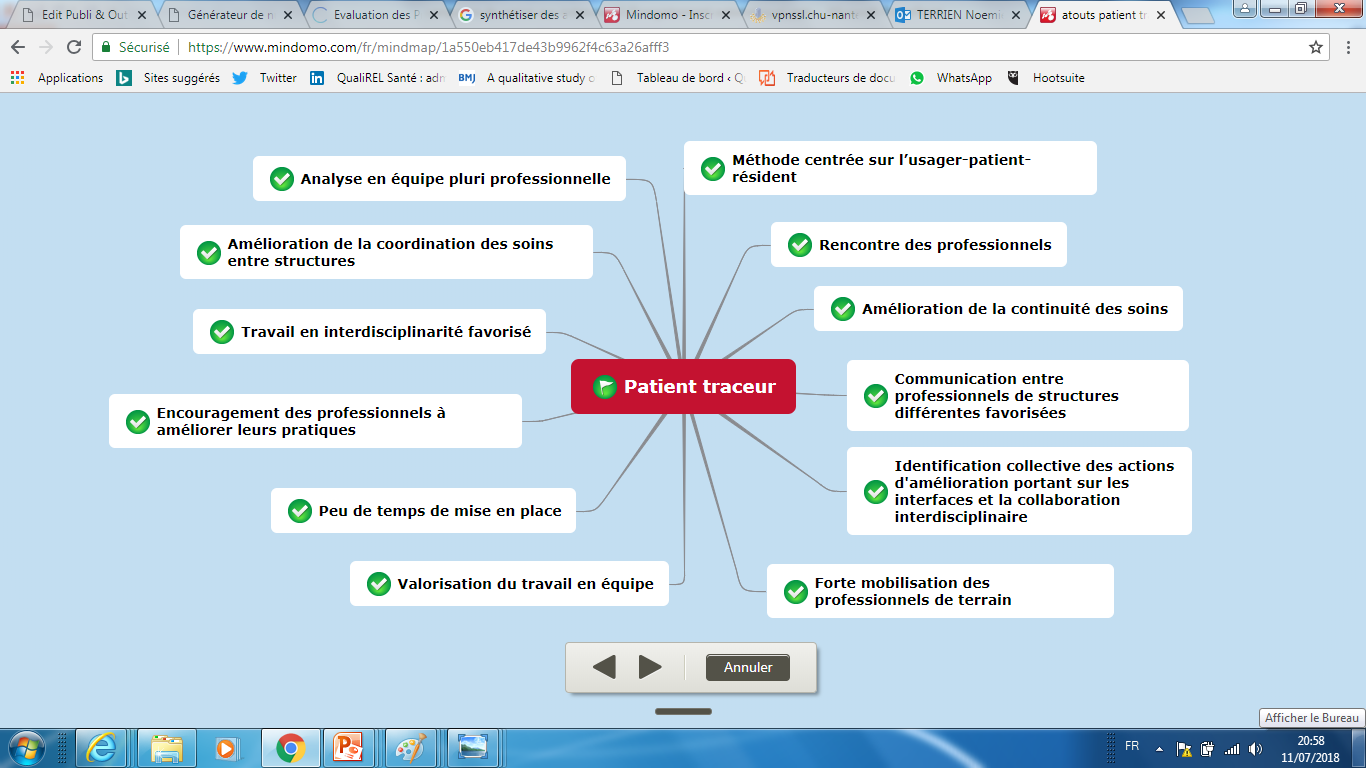 Edit Publi & Out
Générateur de n
Evaluation des P
synthétiser des a
Mindomo - Inscri
vpnssl.chu-nante
TERRIEN Noemie
atouts patient tr
Sécurisé
https://www.mindomo.com/fr/mindmap/1a550eb417de43b9962f4c63a26afff3
Applications
Sites suggérés
Twitter
QualiREL Santé : adm
BMJ
A qualitative study o
Tableau de bord ‹ Q
Traducteurs de docu
WhatsApp
Hootsuite
Méthode centrée sur l’usager-patient-
résident
Rencontre des professionnels
Amélioration de la continuité des soins
Communication entre
professionnels de structures
différentes favorisées
Identification collective des actions
d'amélioration portant sur les
interfaces et la collaboration
interdisciplinaire
Forte mobilisation des
professionnels de terrain
Patient traceur
Analyse en équipe pluri professionnelle
Amélioration de la coordination des soins
entre structures
Travail en interdisciplinarité favorisé
Encouragement des professionnels à
améliorer leurs pratiques
Peu de temps de mise en place
Valorisation du travail en équipe
Annuler
Afficher le Bureau
FR
20:58
11/07/2018